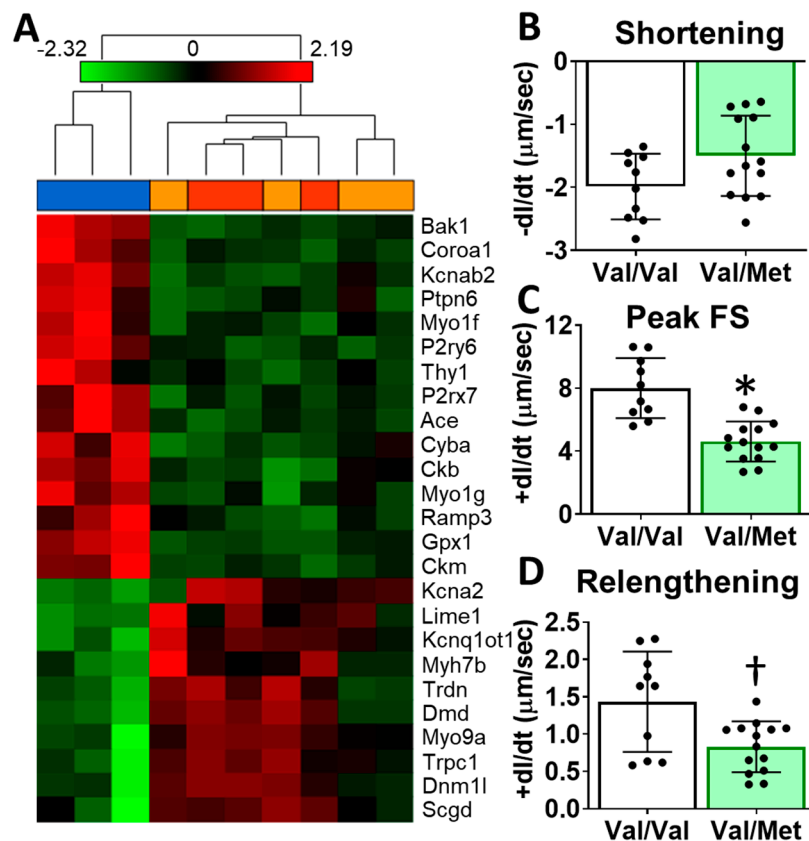 A
-2.32 0 2.19
Bak1
Coroa1
Kcnab2
Ptpn6
Myo1f
P2ry6
Thy1
P2rx7
Ace
Cyba
Ckb
Myo1g
Ramp3
Gpx1
Ckm
Kcna2
Lime1
Kcnq1ot1
Myh7b
Trdn
Dmd
Myo9a
Trpc1
Dnm1l
Scgd
B Shortening
-dl/dt (μm/sec)
0
-1
-2
-3
Val/Val Val/Met
C Peak FS
+dl/dt (μm/sec)
12
8
4
0
*
Val/Val Val/Met
D Relengthening
+dl/dt (μm/sec)
2.5
2.0
1.5
1.0
0.5
0.0
†
Val/Val Val/Met